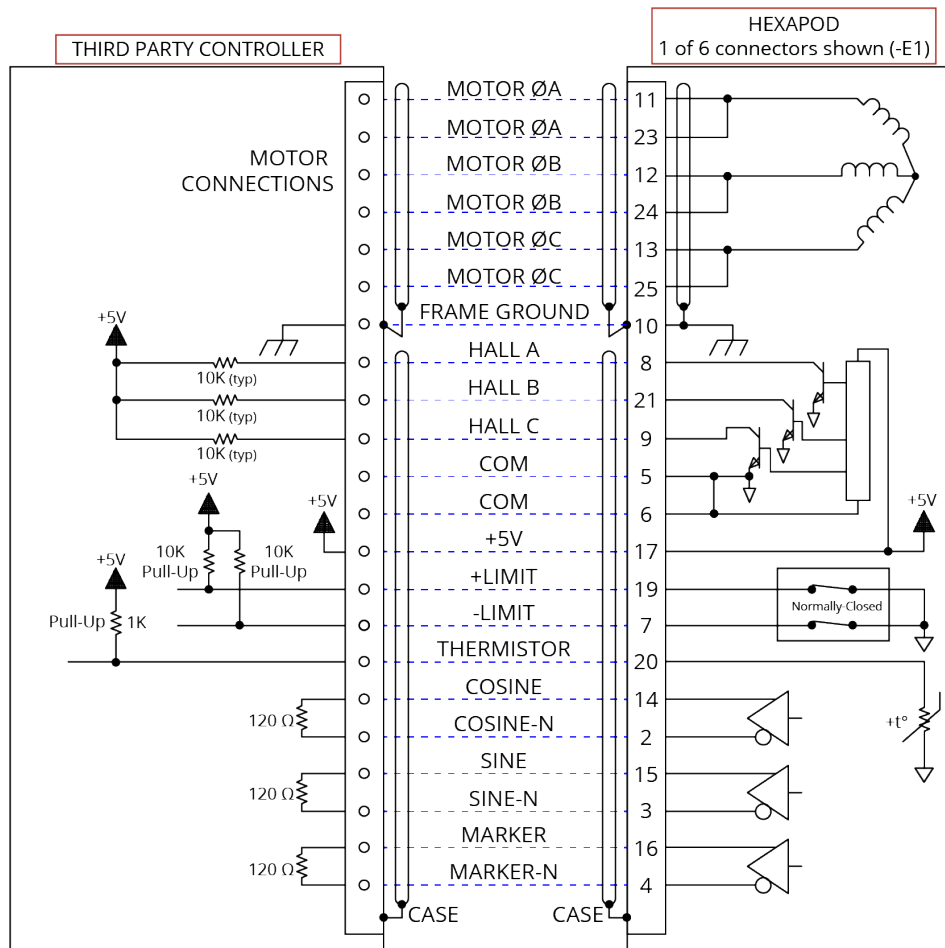 THIRD PARTY CONTROLLER
HEXAPOD
1 of 6 connectors shown (-E1)
MOTOR
CONNECTIONS
MOTOR ØA
11
MOTOR ØA
23
MOTOR ØB
12
MOTOR ØB
24
MOTOR ØC
13
MOTOR ØC
25
FRAME GROUND
10
+5V
HALL A
8
10K (typ)
HALL B
21
10K (typ)
HALL C
9
10K (typ)
COM
5
+5V
COM
6
+5V
+5V
+5V
17
10K
Pull-Up
10K
Pull-Up
+5V
+LIMIT
19
Normally-Closed
Pull-Up
1K
-LIMIT
7
THERMISTOR
20
COSINE
14
120 Ω
COSINE-N
2
+t°
SINE
15
120 Ω
SINE-N
3
MARKER
16
120 Ω
MARKER-N
4
CASE
CASE